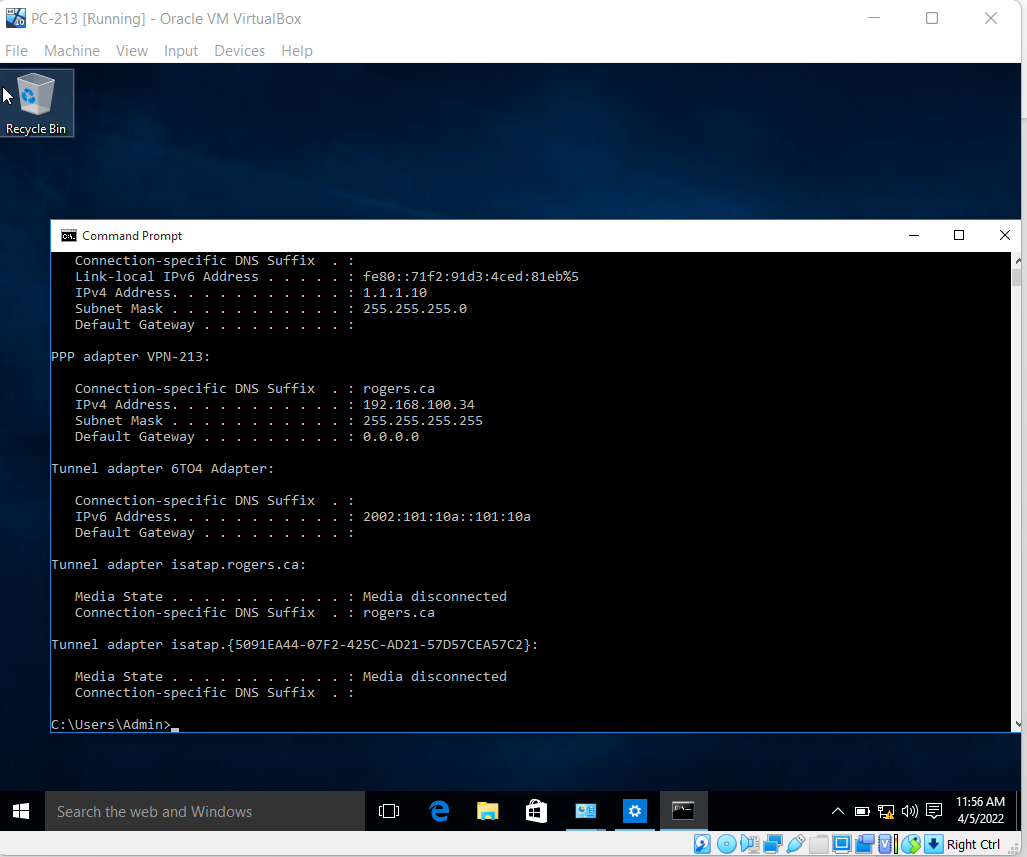 PC-213 [Running] - Oracle VM VirtualBox
File Machine View Input Devices Help
Recycle Bin
Command Prompt
Connection-specific DNS Suffix . :
Link-local IPv6 Address . . . . . : fe80::71f2:91d3:4ced:81eb%5
IPv4 Address. . . . . . . . . . . : 1.1.1.10
Subnet Mask . . . . . . . . . . . : 255.255.255.0
Default Gateway . . . . . . . . . :
PPP adapter VPN-213:
Connection-specific DNS Suffix . : rogers.ca
IPv4 Address. . . . . . . . . . . : 192.168.100.34
Subnet Mask . . . . . . . . . . . : 255.255.255.255
Default Gateway . . . . . . . . . : 0.0.0.0
Tunnel adapter 6TO4 Adapter:
Connection-specific DNS Suffix . :
IPv6 Address. . . . . . . . . . . : 2002:101:10a::101:10a
Default Gateway . . . . . . . . . :
Tunnel adapter isatap.rogers.ca:
Media State . . . . . . . . . . . : Media disconnected
Connection-specific DNS Suffix . : rogers.ca
Tunnel adapter isatap.{5091EA44-07F2-425C-AD21-57D57CEA57C2}:
Media State . . . . . . . . . . . : Media disconnected
Connection-specific DNS Suffix . :
C:\Users\Admin>
Search the web and Windows
11:56 AM
4/5/2022
Right Ctrl